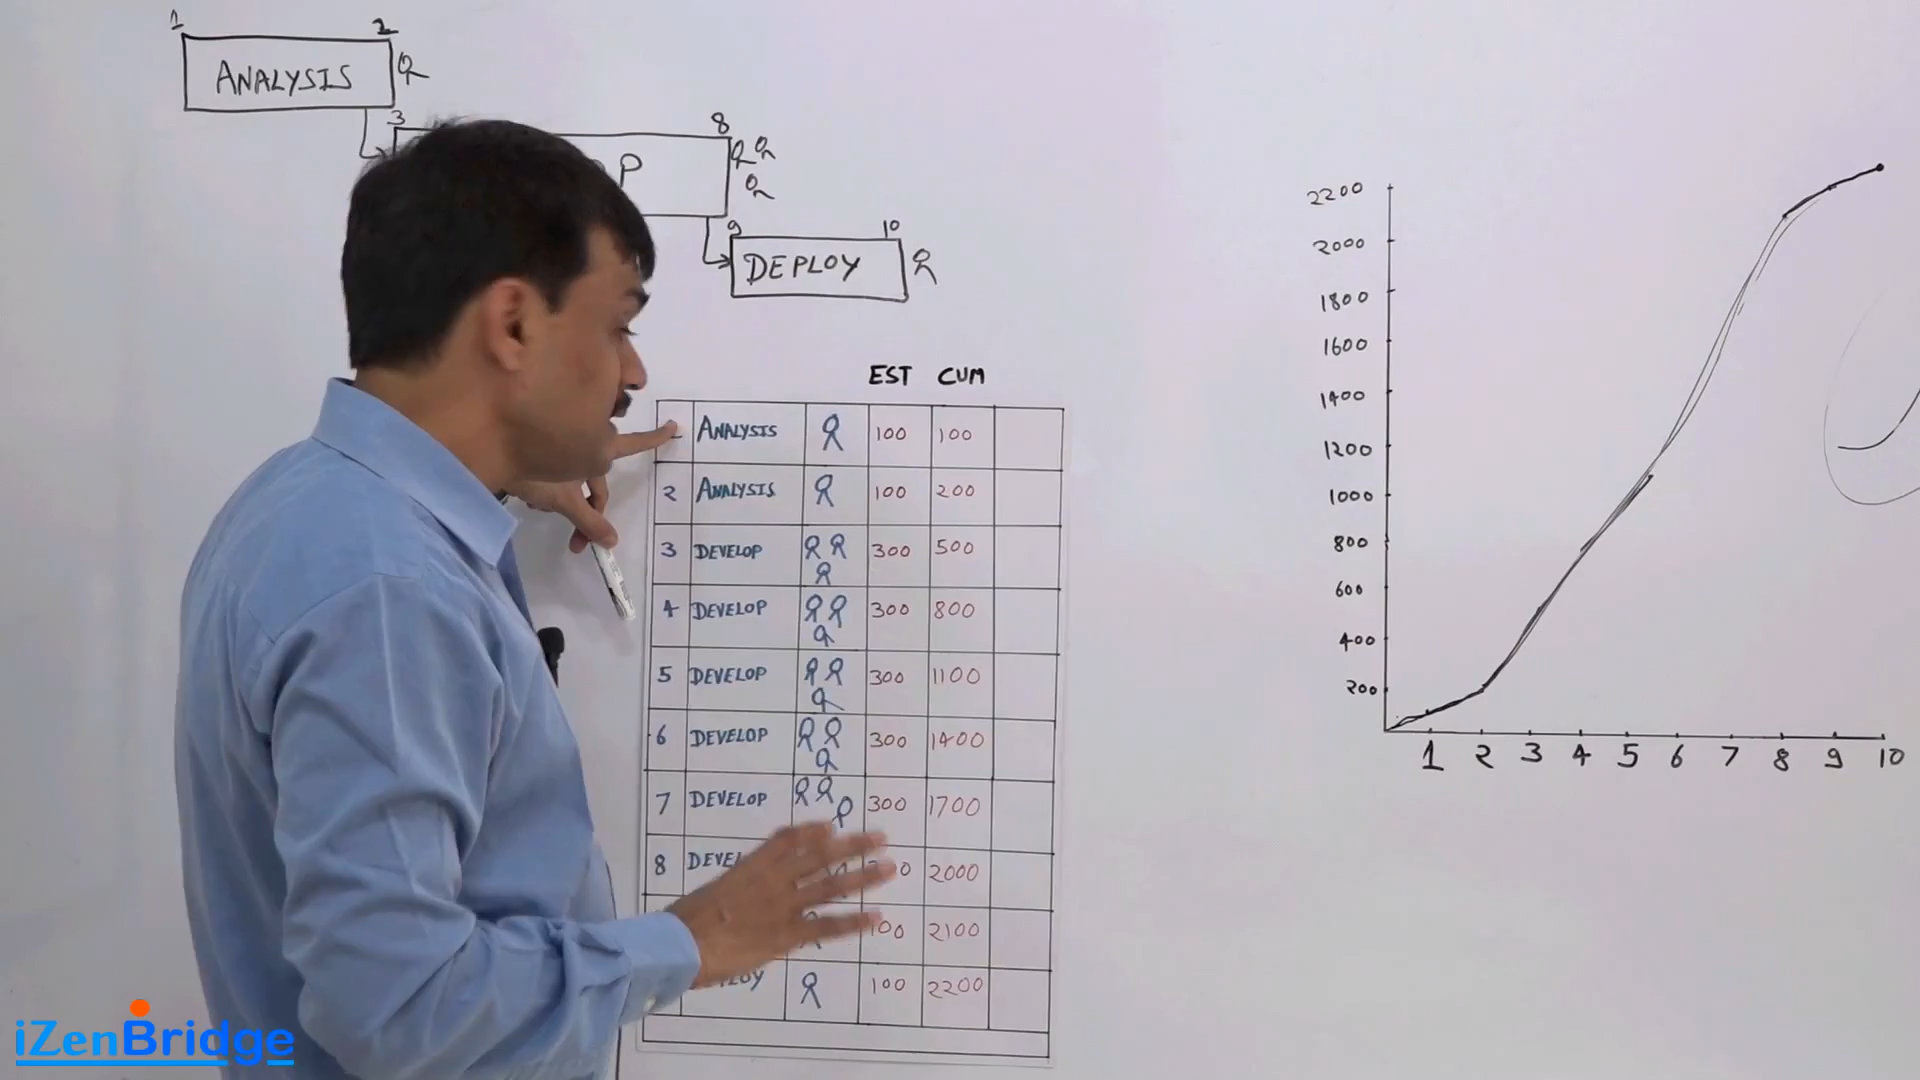 1 2
ANALYSIS
3 8
P
9 10
DEPLOY
EST CUM
ANALYSIS 100 100
2 ANALYSIS 100 200
3 DEVELOP 300 500
4 DEVELOP 300 800
5 DEVELOP 300 1100
6 DEVELOP 300 1400
7 DEVELOP 300 1700
8 2000
100 2100
100 2200
2200
2000
1800
1600
1400
1200
1000
800
600
400
200
1 2 3 4 5 6 7 8 9 10
iZenBridge